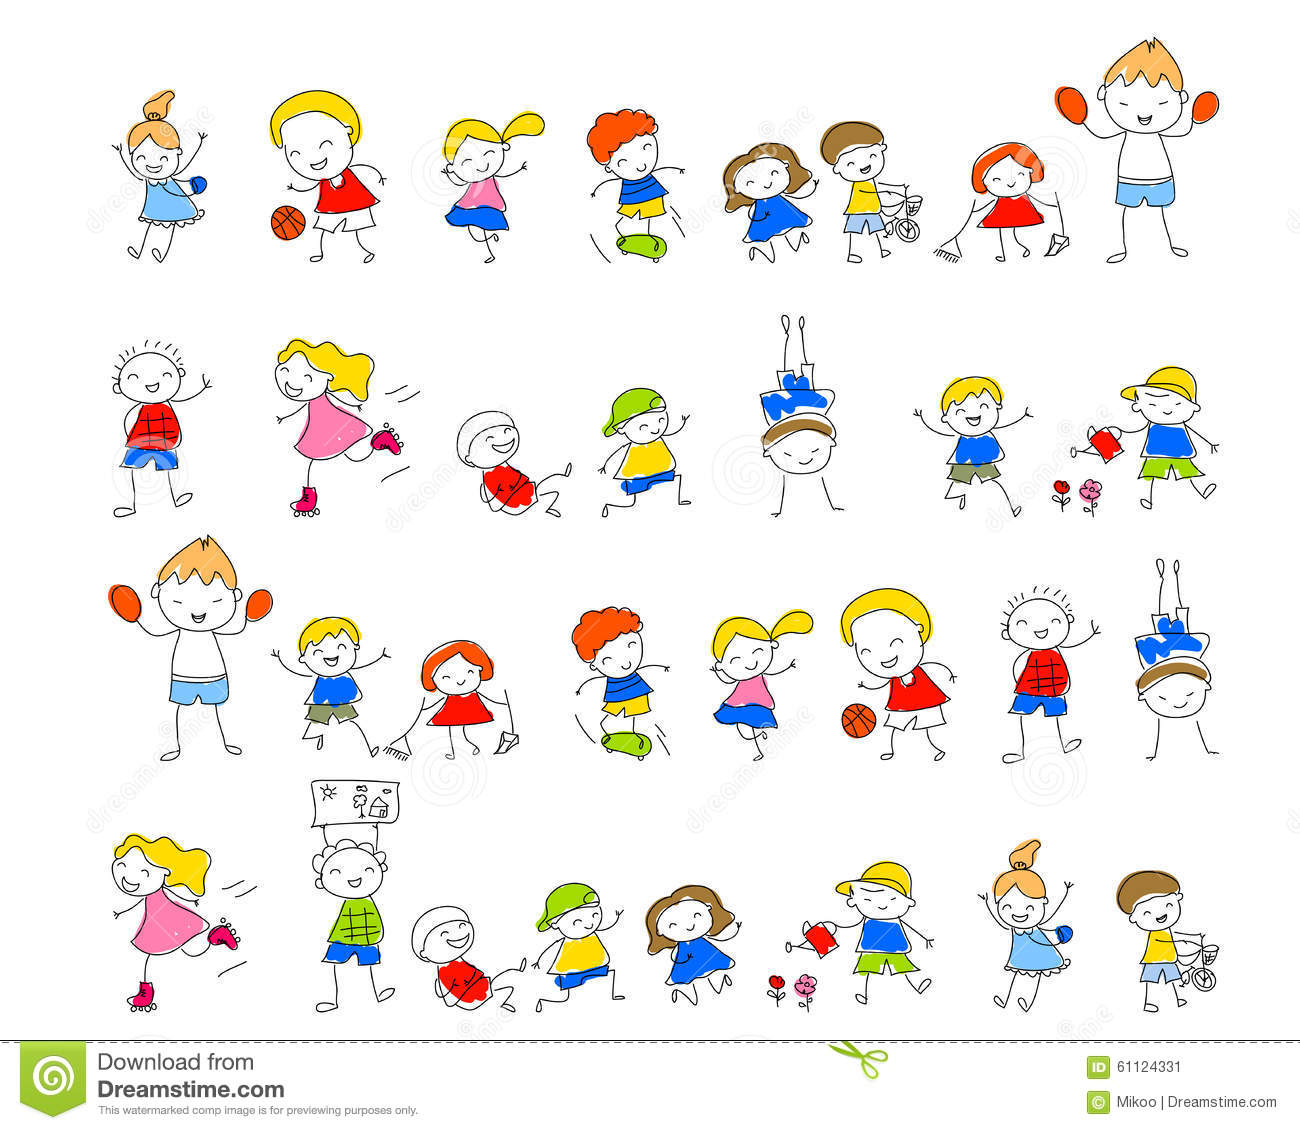 Download from
Dreamstime.com
This watermarked comp image is for previewing purposes only.
ID 61124331
© Mikoo | Dreamstime.com